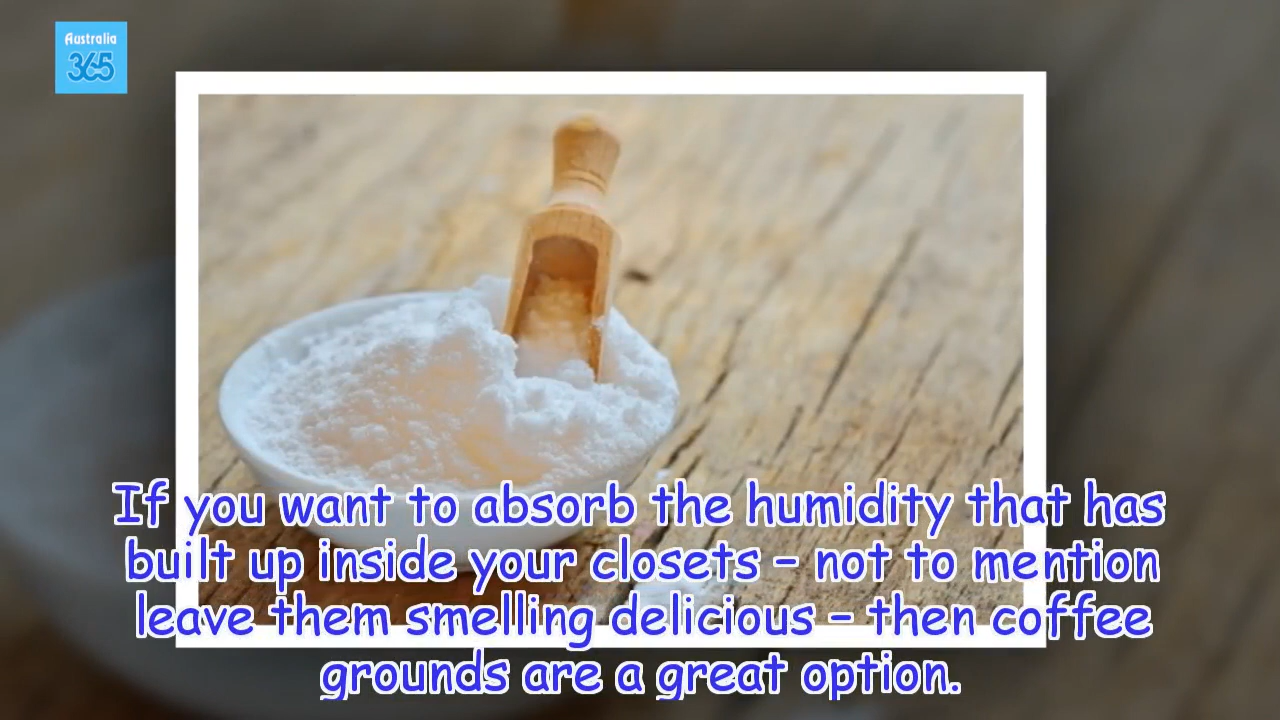 Australia
365
If you want to absorb the humidity that has
built up inside your closets – not to mention
leave them smelling delicious – then coffee
grounds are a great option.